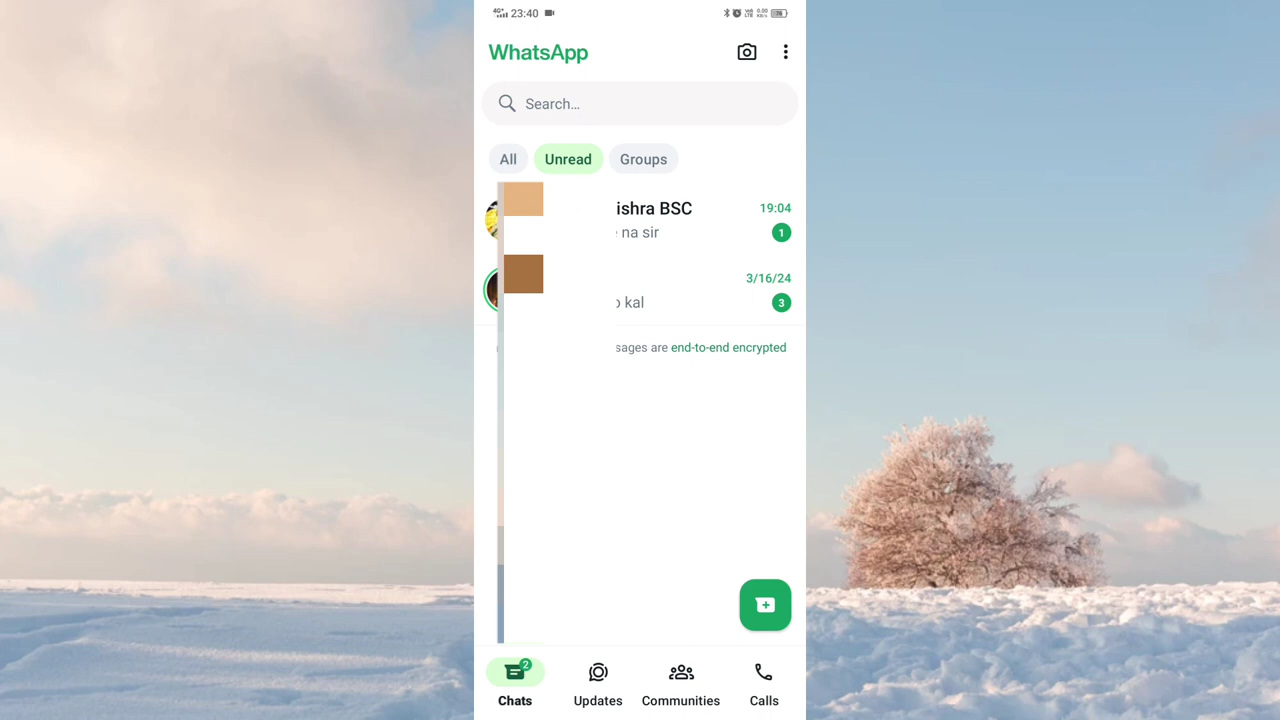 4G 23:40
WhatsApp
Search...
All Unread Groups
ishra BSC 19:04
na sir 1
3/16/24
kal 3
sages are end-to-end encrypted
2
Chats Updates Communities Calls